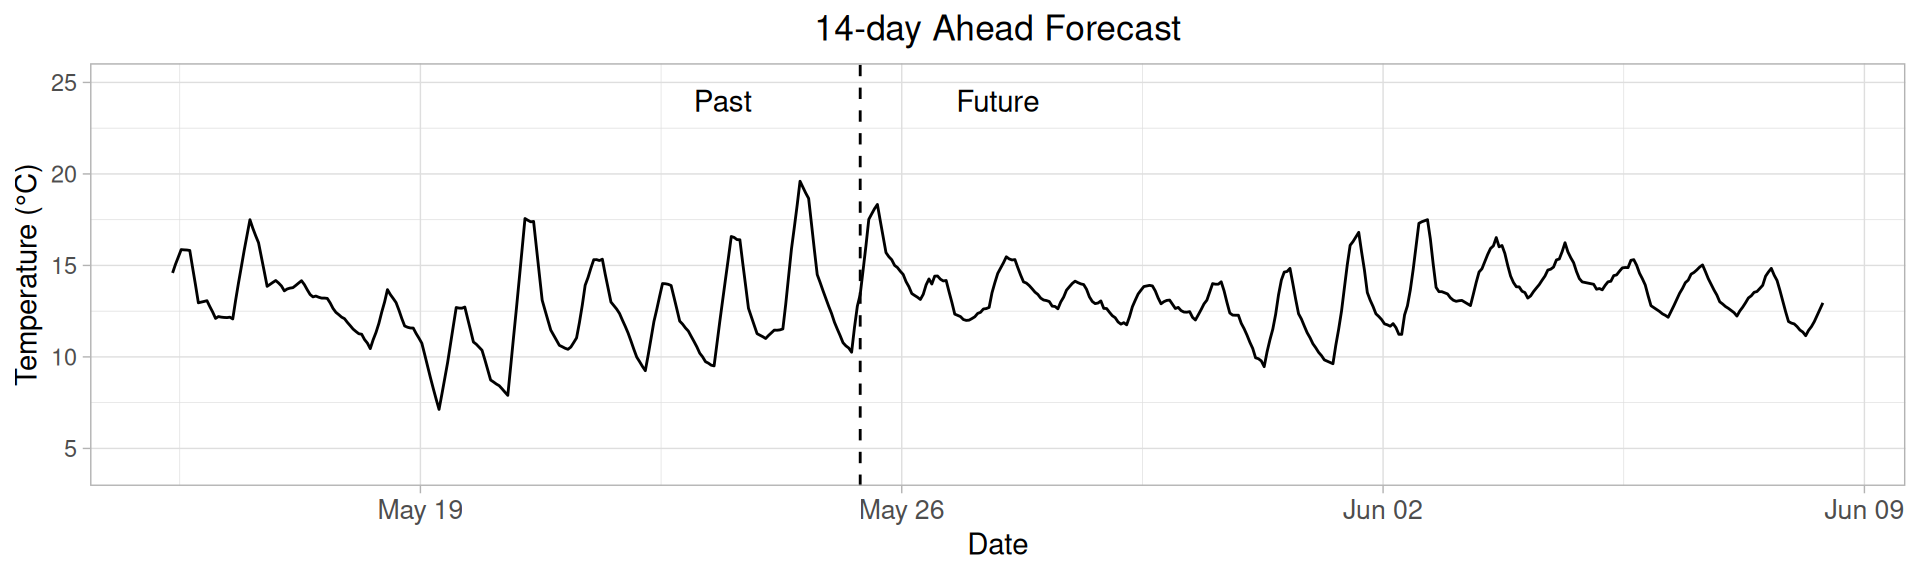 14-day Ahead Forecast
Past
Future
25
20
15
10
5
Temperature (°C)
May 19
May 26
Jun 02
Jun 09
Date